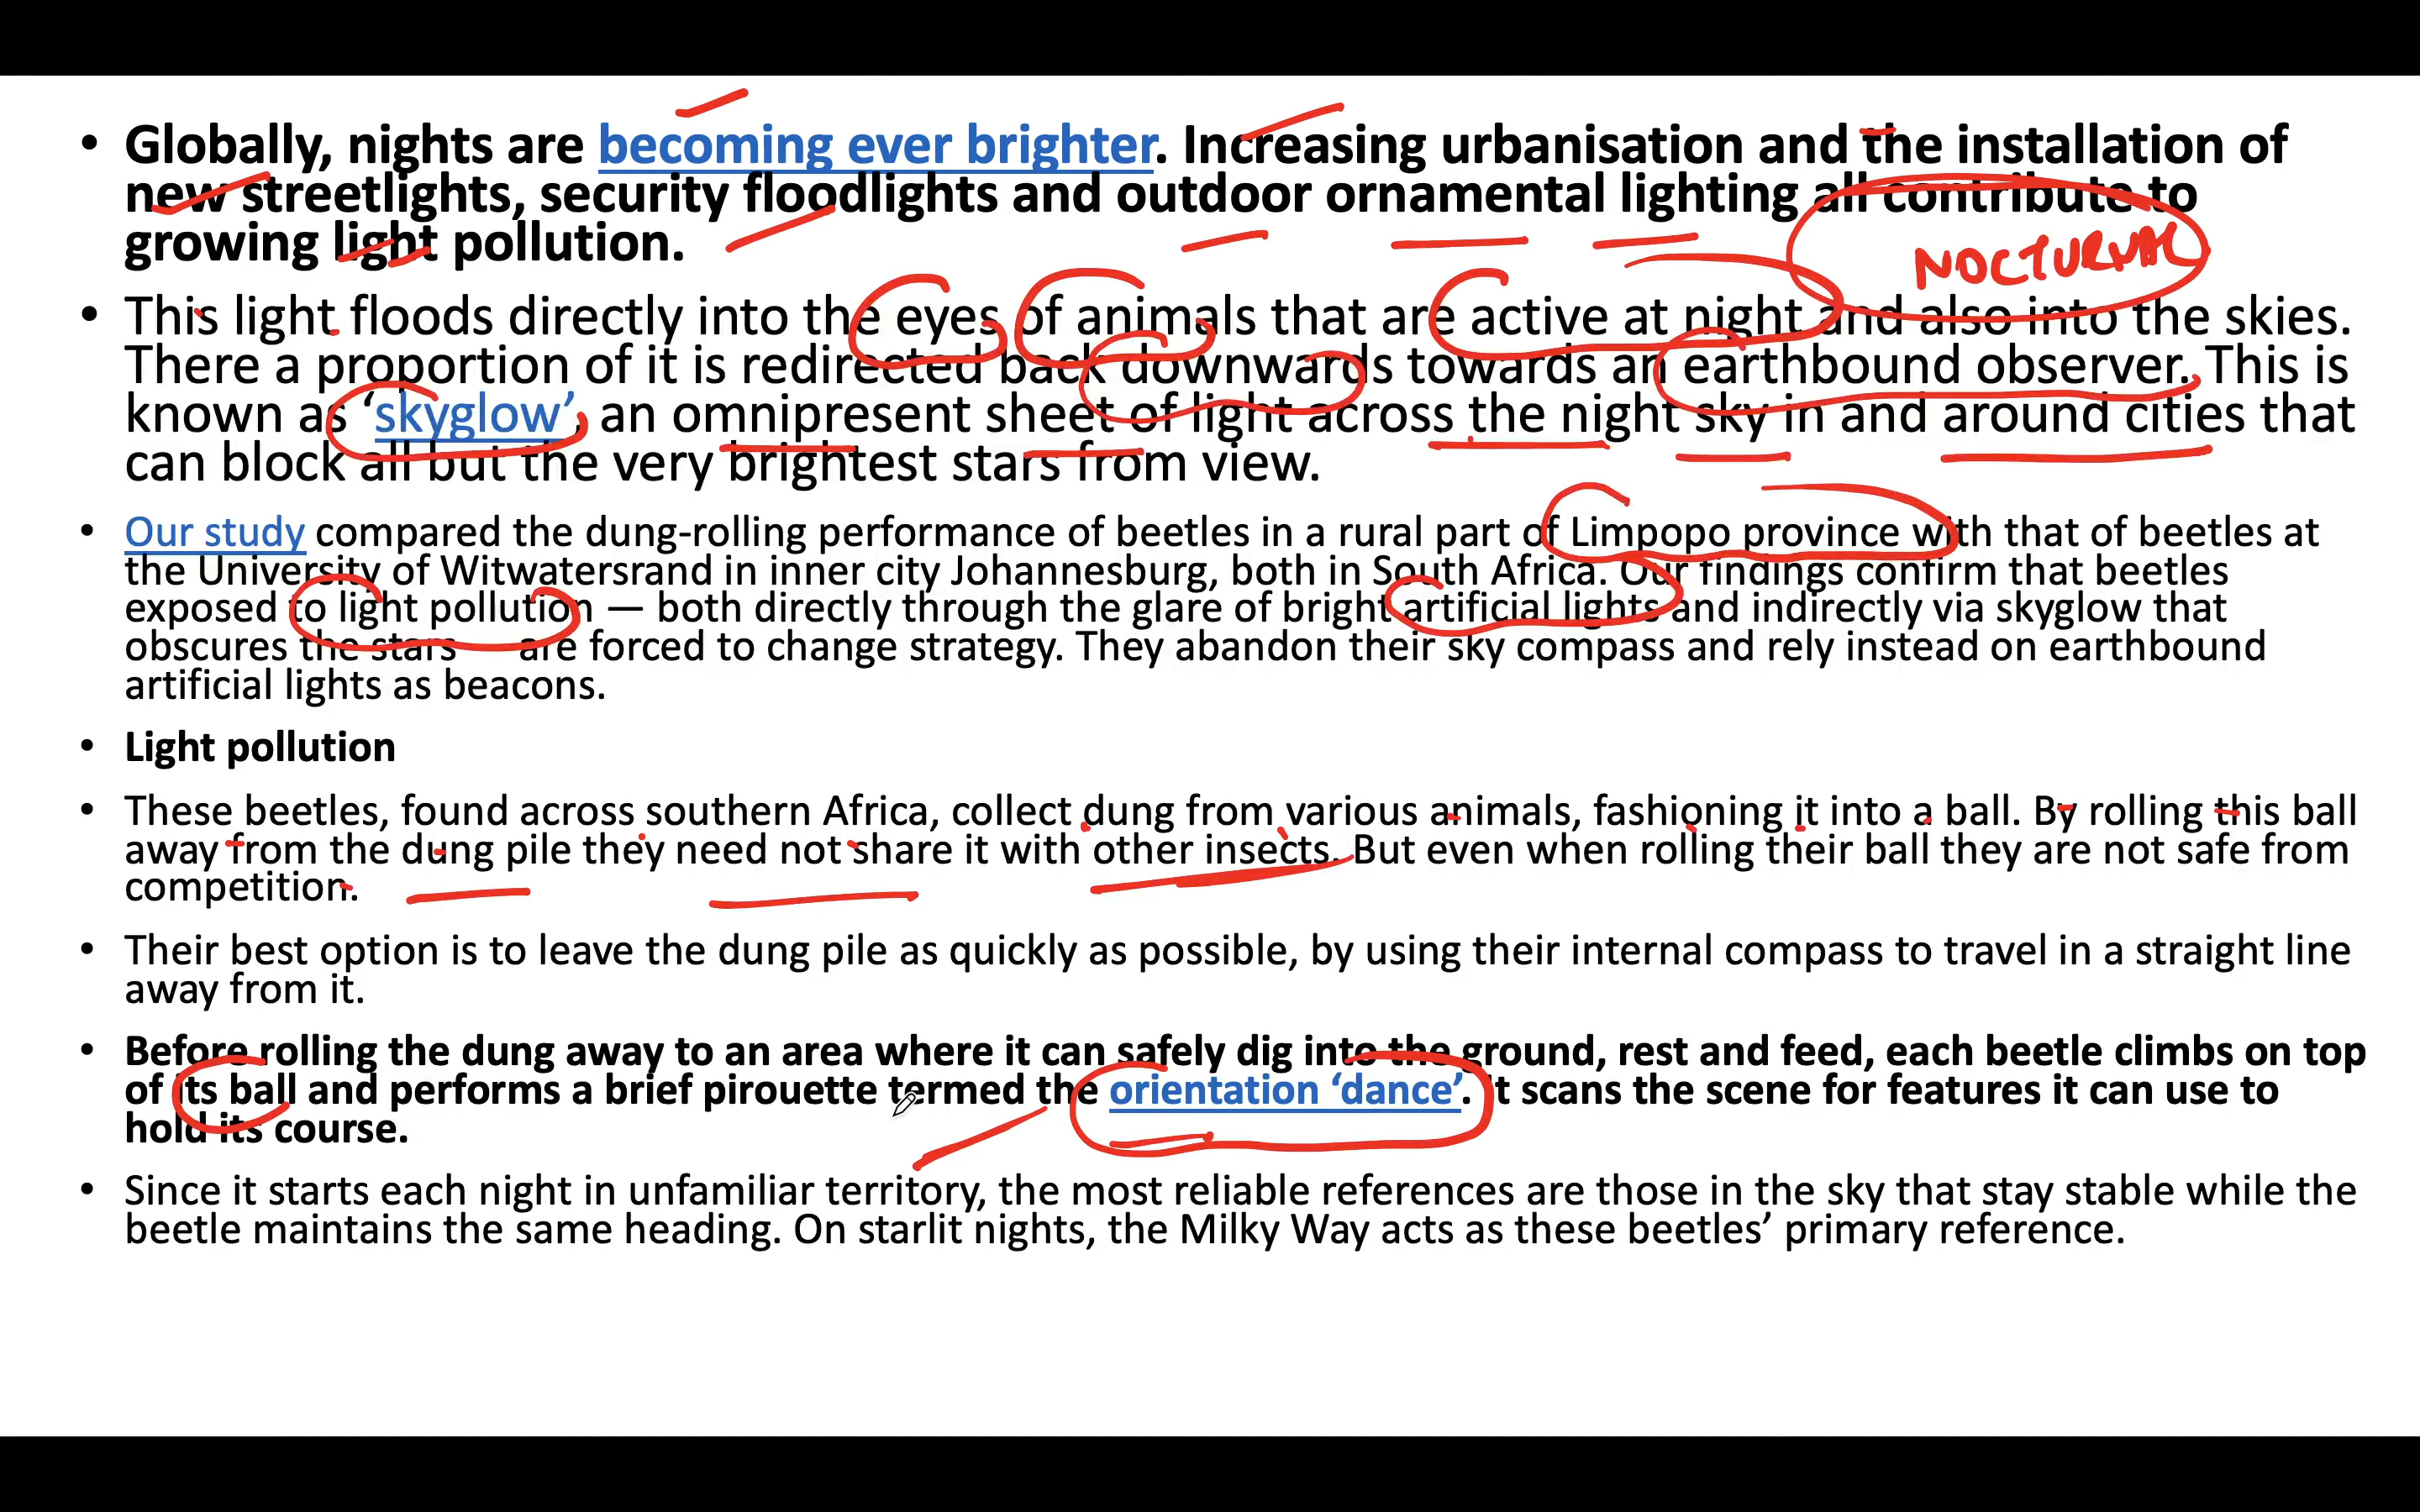 • Globally, nights are becoming ever brighter. Increasing urbanisation and the installation of
new streetlights, security floodlights and outdoor ornamental lighting all contribute to
growing light pollution.
NOCTURNAL
• This light floods directly into the eyes of animals that are active at night and also into the skies.
There a proportion of it is redirected back downwards towards an earthbound observer. This is
known as ‘skyglow’, an omnipresent sheet of light across the night sky in and around cities that
can block all but the very brightest stars from view.
• Our study compared the dung-rolling performance of beetles in a rural part of Limpopo province with that of beetles at
the University of Witwatersrand in inner city Johannesburg, both in South Africa. Our findings confirm that beetles
exposed to light pollution — both directly through the glare of bright artificial lights and indirectly via skyglow that
obscures the stars — are forced to change strategy. They abandon their sky compass and rely instead on earthbound
artificial lights as beacons.
• Light pollution
• These beetles, found across southern Africa, collect dung from various animals, fashioning it into a ball. By rolling this ball
away from the dung pile they need not share it with other insects. But even when rolling their ball they are not safe from
competition.
• Their best option is to leave the dung pile as quickly as possible, by using their internal compass to travel in a straight line
away from it.
• Before rolling the dung away to an area where it can safely dig into the ground, rest and feed, each beetle climbs on top
of its ball and performs a brief pirouette termed the orientation ‘dance’. It scans the scene for features it can use to
hold its course.
• Since it starts each night in unfamiliar territory, the most reliable references are those in the sky that stay stable while the
beetle maintains the same heading. On starlit nights, the Milky Way acts as these beetles’ primary reference.